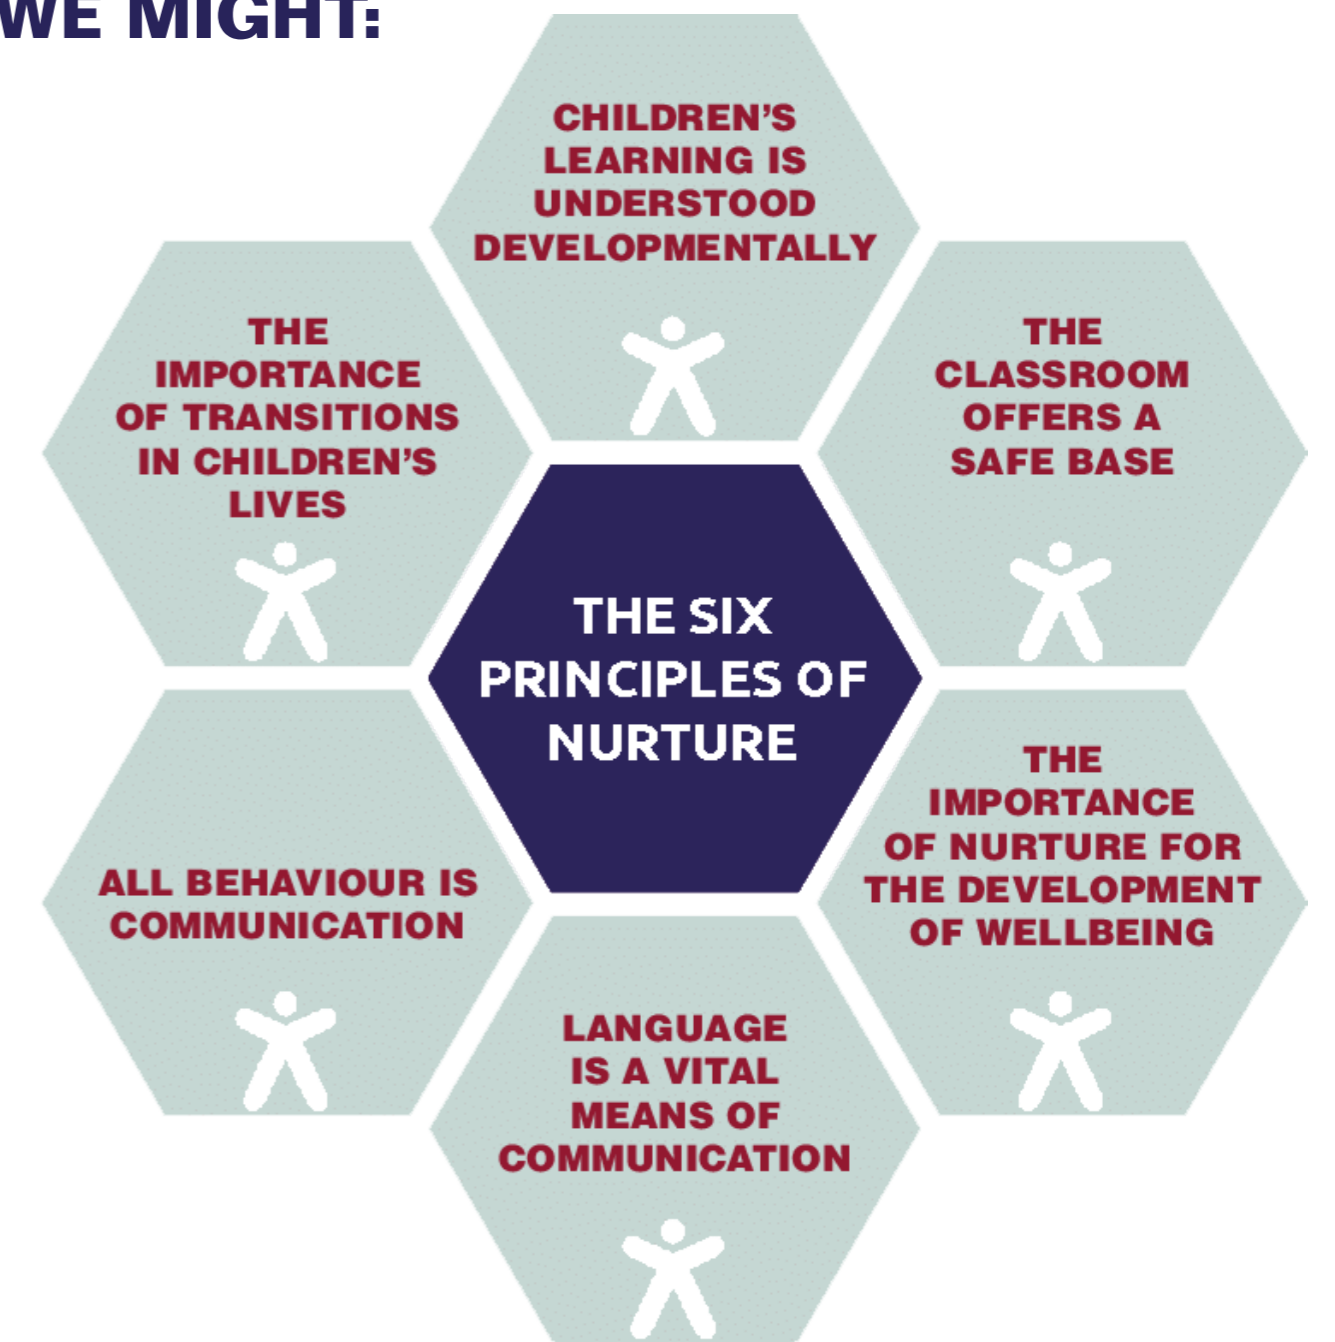 WE MIGHT:
CHILDREN’S
LEARNING IS
UNDERSTOOD
DEVELOPMENTALLY
THE
CLASSROOM
OFFERS A
SAFE BASE
THE
IMPORTANCE
OF NURTURE FOR
THE DEVELOPMENT
OF WELLBEING
LANGUAGE
IS A VITAL
MEANS OF
COMMUNICATION
ALL BEHAVIOUR IS
COMMUNICATION
THE
IMPORTANCE
OF TRANSITIONS
IN CHILDREN’S
LIVES
THE SIX
PRINCIPLES OF
NURTURE